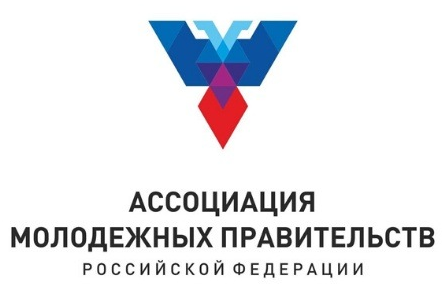 АССОЦИАЦИЯ
МОЛОДЕЖНЫХ ПРАВИТЕЛЬСТВ
РОССИЙСКОЙ ФЕДЕРАЦИИ